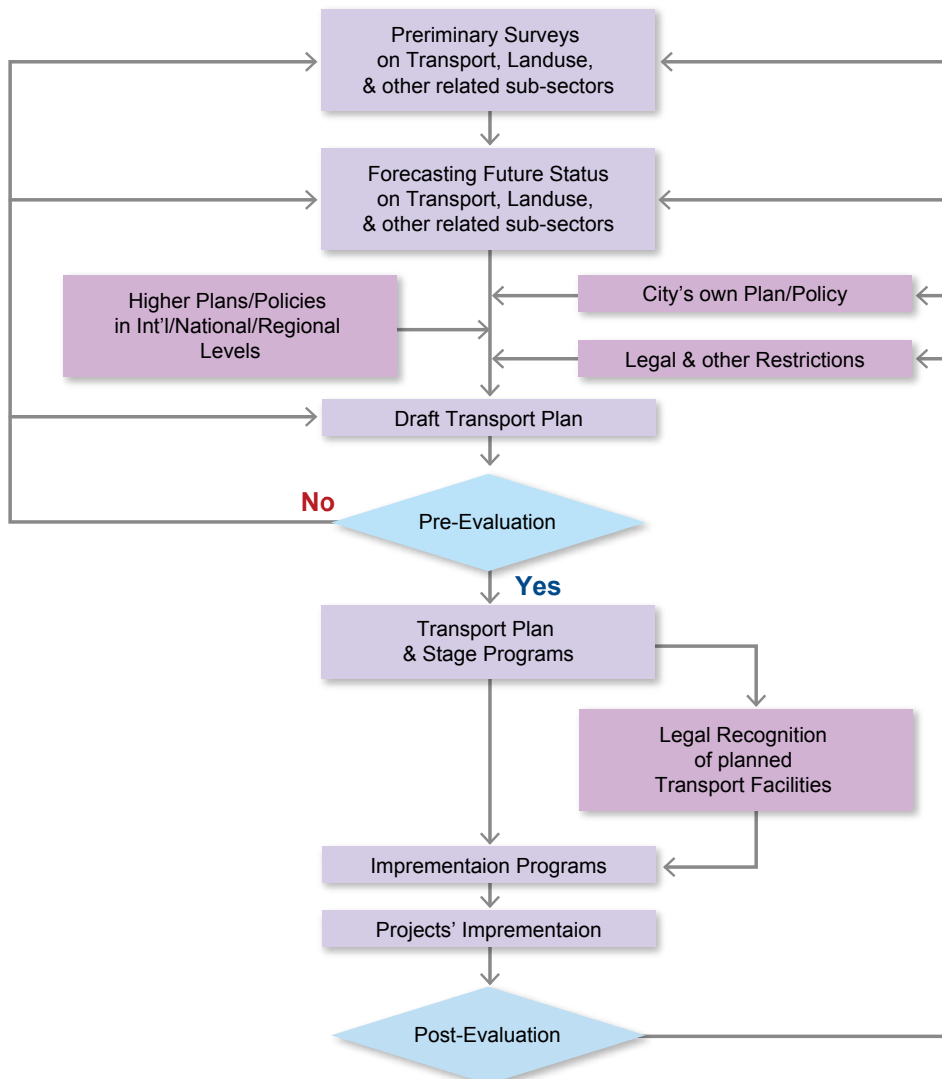 Preriminary Surveys
on Transport, Landuse,
& other related sub-sectors
Forecasting Future Status
on Transport, Landuse,
& other related sub-sectors
Higher Plans/Policies
in Int'l/National/Regional
Levels
City's own Plan/Policy
Legal & other Restrictions
Draft Transport Plan
No
Pre-Evaluation
Yes
Transport Plan
& Stage Programs
Legal Recognition
of planned
Transport Facilities
Imprementaion Programs
Projects' Imprementaion
Post-Evaluation